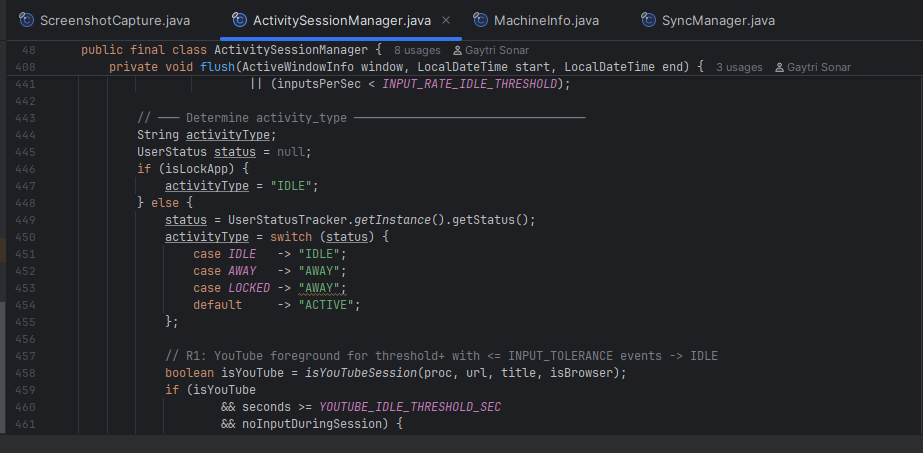 ScreenshotCapture.java ActivitySessionManager.java × MachineInfo.java SyncManager.java
48 public final class ActivitySessionManager { 8 usages Gaytri Sonar
408 private void flush(ActiveWindowInfo window, LocalDateTime start, LocalDateTime end) { 3 usages Gaytri Sonar
441 || (inputsPerSec < INPUT_RATE_IDLE_THRESHOLD);
442
443 // ─── Determine activity_type ─────────────────────────────────
444 String activityType;
445 UserStatus status = null;
446 if (isLockApp) {
447 activityType = "IDLE";
448 } else {
449 status = UserStatusTracker.getInstance().getStatus();
450 activityType = switch (status) {
451 case IDLE -> "IDLE";
452 case AWAY -> "AWAY";
453 case LOCKED -> "AWAY";
454 default -> "ACTIVE";
455 };
456
457 // R1: YouTube foreground for threshold+ with <= INPUT_TOLERANCE events -> IDLE
458 boolean isYouTube = isYouTubeSession(proc, url, title, isBrowser);
459 if (isYouTube
460 && seconds >= YOUTUBE_IDLE_THRESHOLD_SEC
461 && noInputDuringSession) {